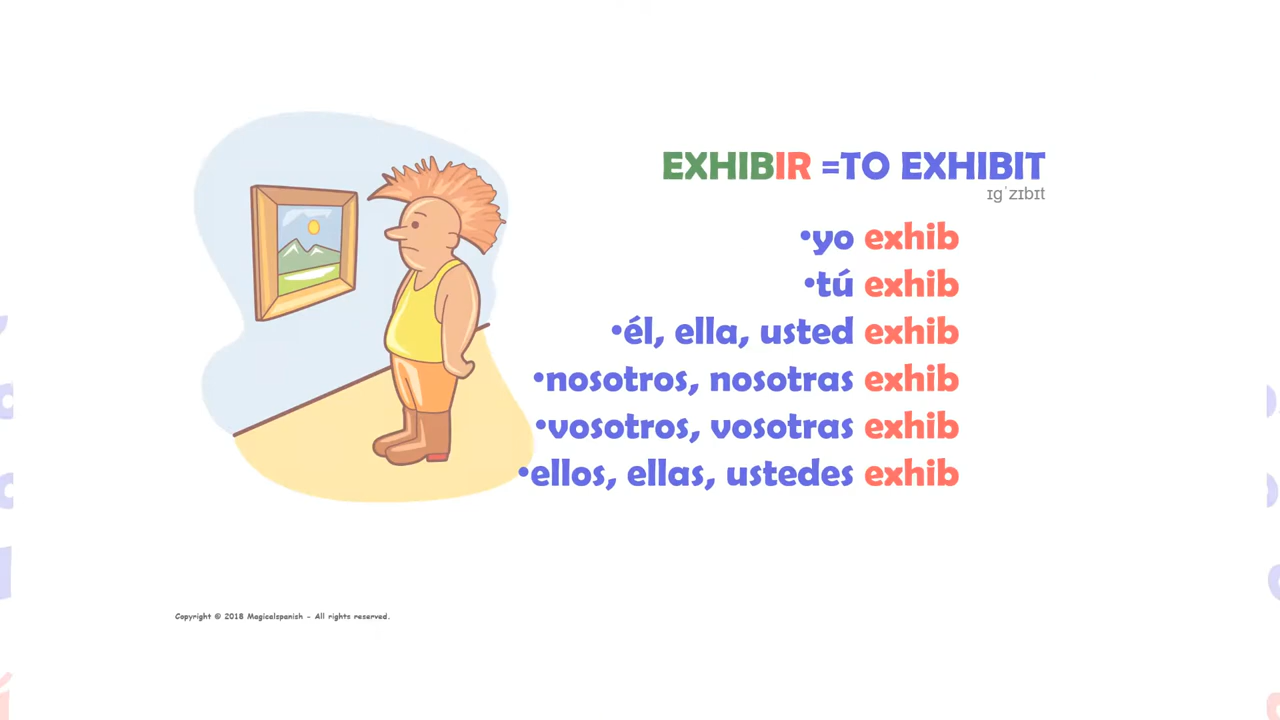 EXHIBIR =TO EXHIBIT
ɪgˈzɪbɪt
•yo exhib
•tú exhib
•él, ella, usted exhib
•nosotros, nosotras exhib
•vosotros, vosotras exhib
•ellos, ellas, ustedes exhib
Copyright © 2018 Magicalspanish - All rights reserved.